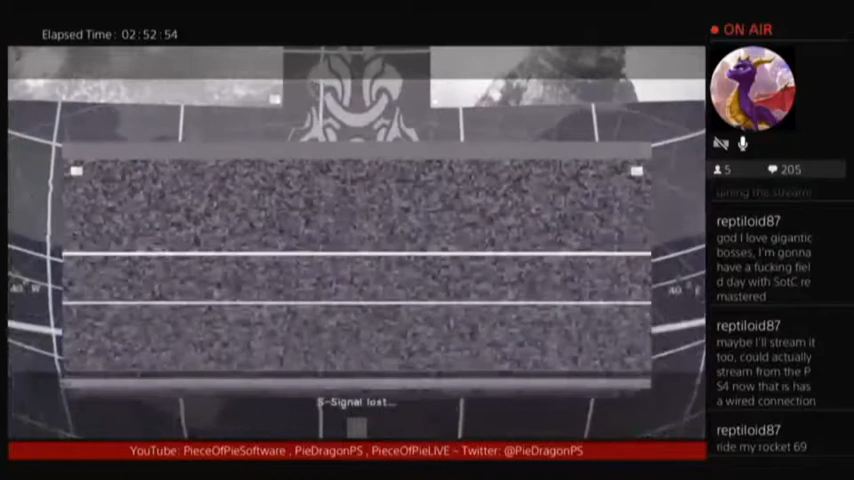 Elapsed Time: 02:52:54
ON AIR
5 205
reptiloid87
god I love gigantic
bosses, I'm gonna
have a fucking fiel
d day with SotC re
mastered
reptiloid87
maybe I'll stream it
too, could actually
stream from the P
S4 now that is has
a wired connection
reptiloid87
ride my rocket 69
S-Signal lost...
YouTube: PieceOfPieSoftware , PieDragonPS , PieceOfPieLIVE ~ Twitter: @PieDragonPS